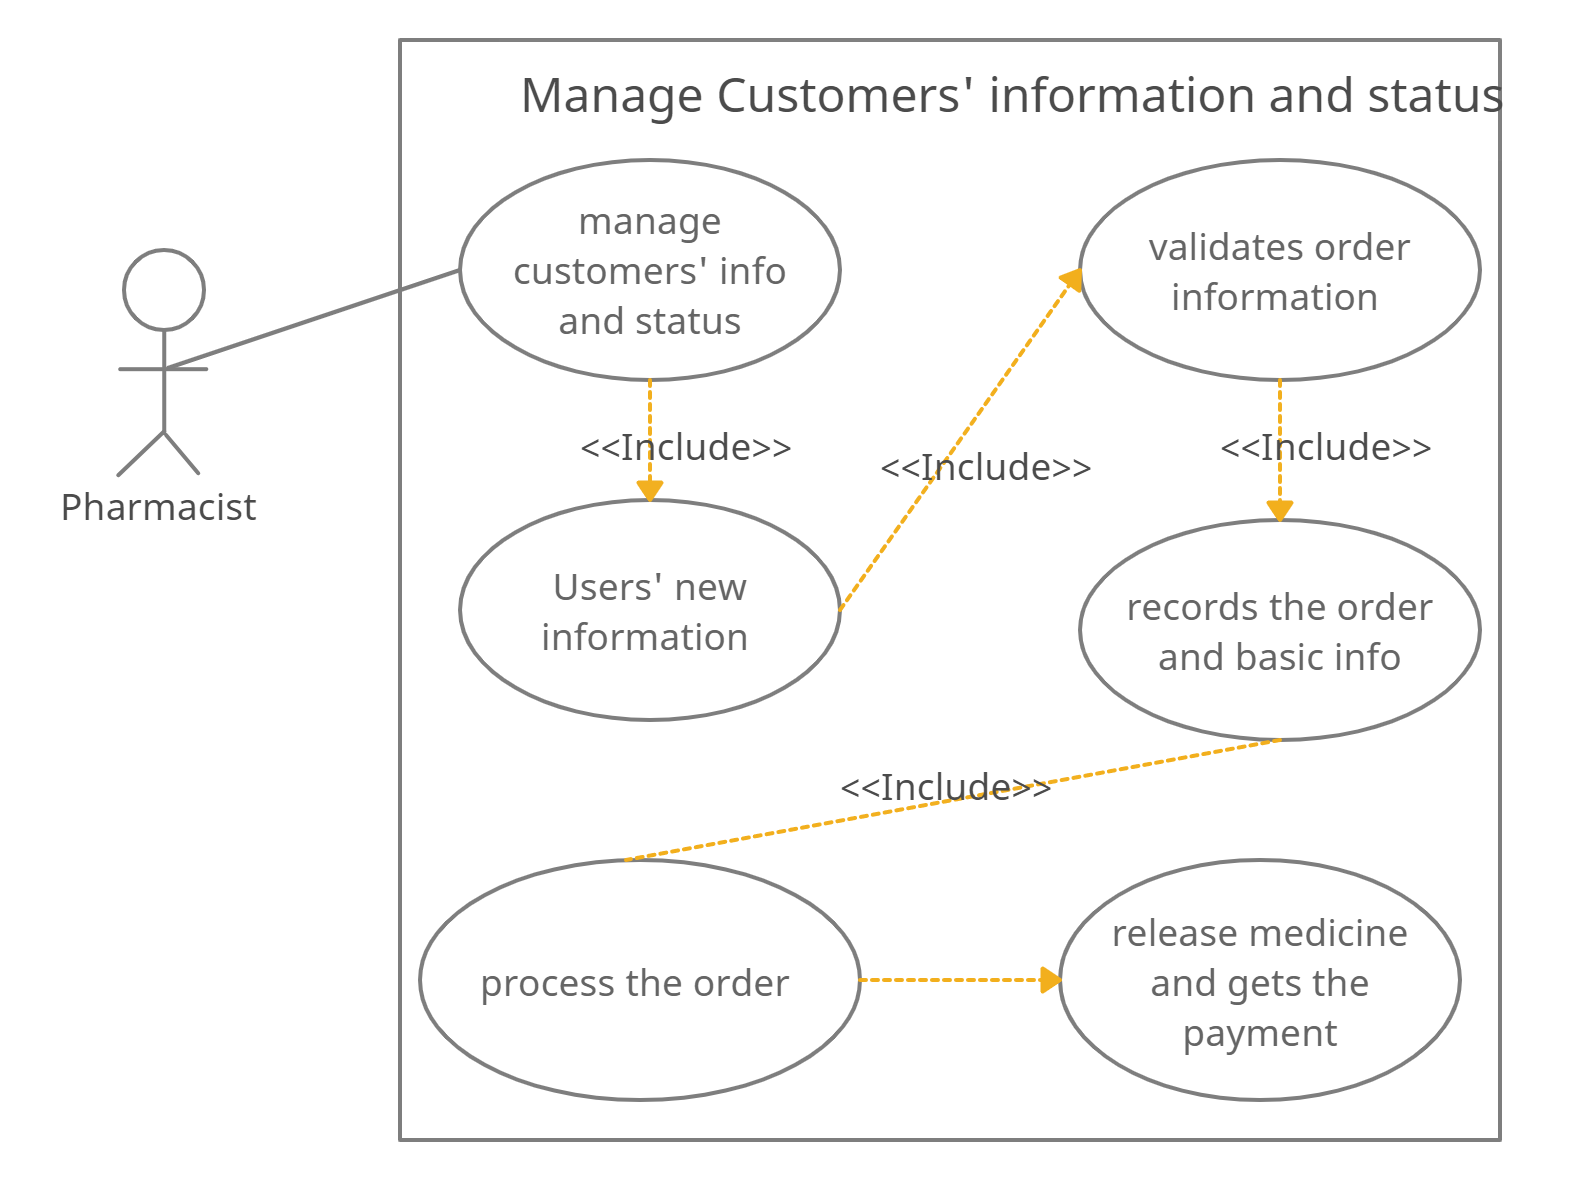 Manage Customers' information and status
manage
customers' info
and status
validates order
information
<<Include>>
<<Include>>
<<Include>>
Pharmacist
Users' new
information
records the order
and basic info
<<Include>>
process the order
release medicine
and gets the
payment